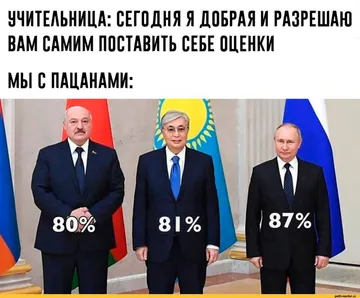 УЧИТЕЛЬНИЦА: СЕГОДНЯ Я ДОБРАЯ И РАЗРЕШАЮ
ВАМ САМИМ ПОСТАВИТЬ СЕБЕ ОЦЕНКИ
МЫ С ПАЦАНАМИ:
80% 81% 87%